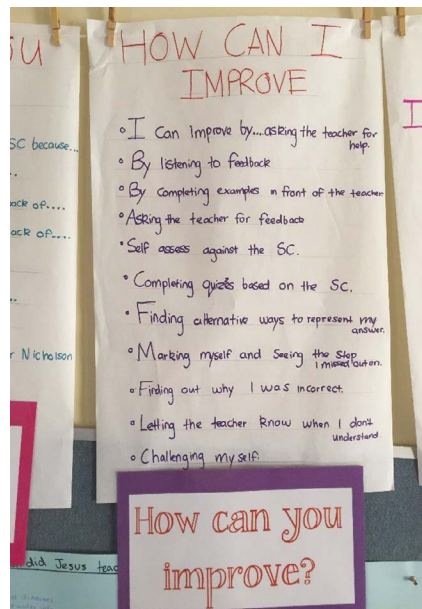 HOW CAN I
IMPROVE
• I Can Improve by....asking the teacher for
help.
• By listening to feedback
• By completing examples in front of the teacher
• Asking the teacher for feedback
• Self assess against the SC.
• Completing quizes based on the SC.
• Finding alternative ways to represent my
answer.
• Marking myself and Seeing the step
I missed out on.
• Finding out why I was incorrect.
• Letting the teacher know when I don't
understand
• Challenging myself.
How can you
improve?
SC because...
ack of....
ack of....
Nicholson
did Jesus
I